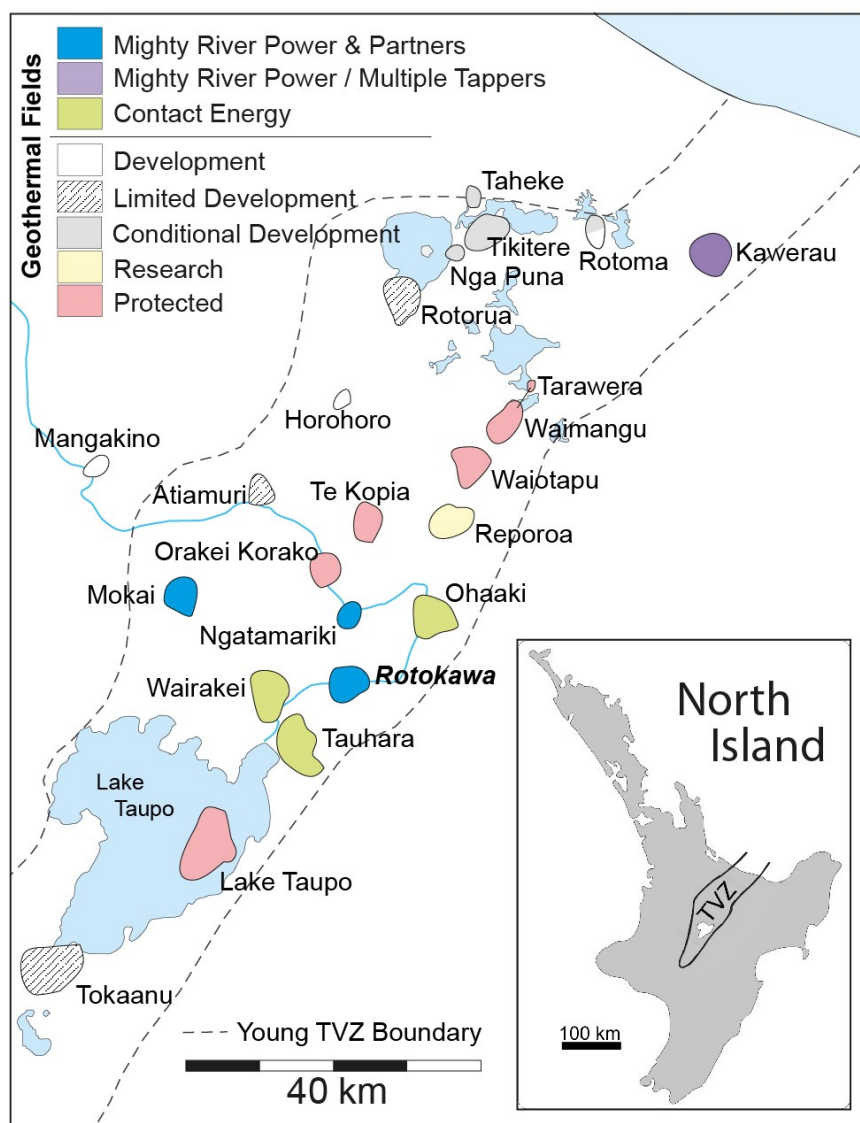 Geothermal Fields
Mighty River Power & Partners
Mighty River Power / Multiple Tappers
Contact Energy
Development
Limited Development
Conditional Development
Research
Protected
Taheke
Tikitere
Nga Puna
Rotoma
Kawerau
Rotorua
Tarawera
Horohoro
Waimangu
Mangakino
Waiotapu
Atiamuri
Te Kopia
Reporoa
Orakei Korako
Mokai
Ohaaki
Ngatamariki
Wairakei
Rotokawa
Tauhara
Lake
Taupo
Lake Taupo
Tokaanu
Young TVZ Boundary
40 km
North
Island
TVZ
100 km